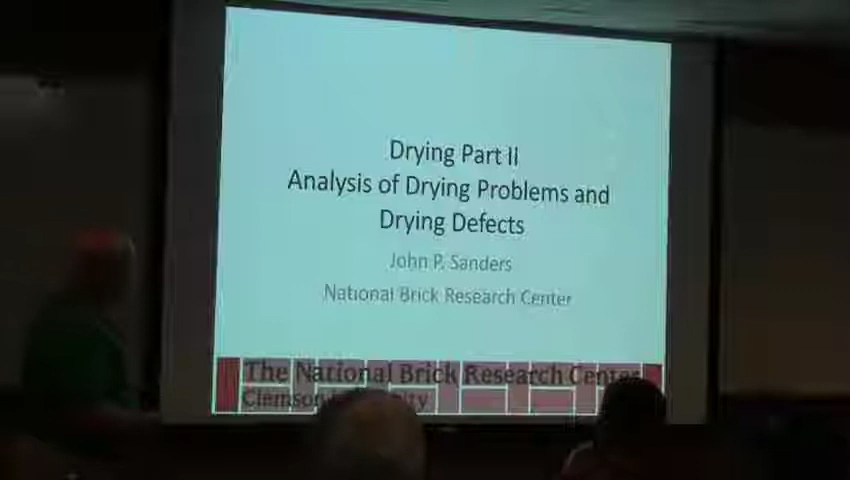 Drying Part II
Analysis of Drying Problems and
Drying Defects
John P. Sanders
National Brick Research Center
The National Brick Research Center
Clemson